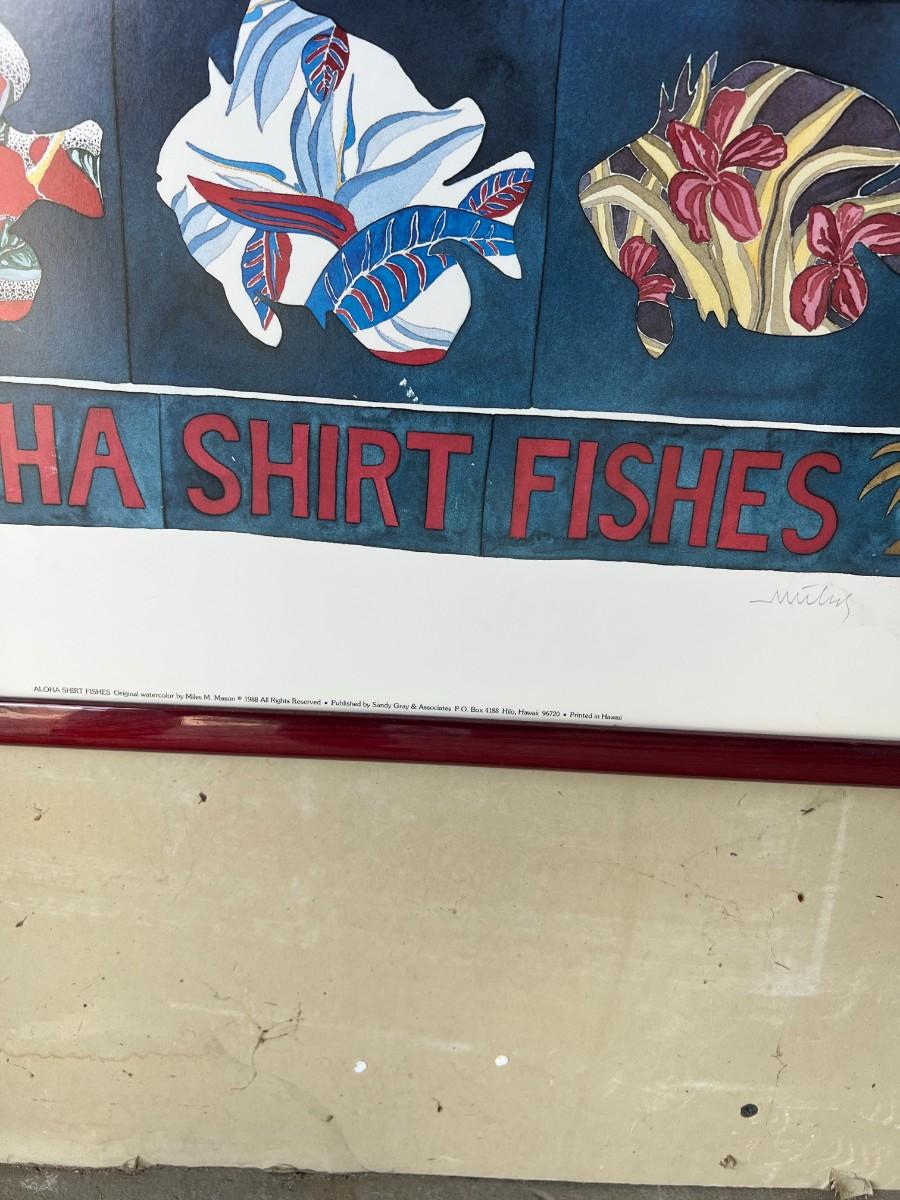 HA SHIRT FISHES
Miles
ALOHA SHIRT FISHES Original watercolor by Miles M. Mason © 1988 All Rights Reserved • Published by Sandy Gray & Associates P.O. Box 4188 Hilo, Hawaii 96720 • Printed in Hawaii